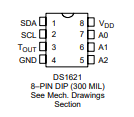 SDA 1 8 VDD
SCL 2 7 A0
TOUT 3 6 A1
GND 4 5 A2
DS1621
8–PIN DIP (300 MIL)
See Mech. Drawings
Section